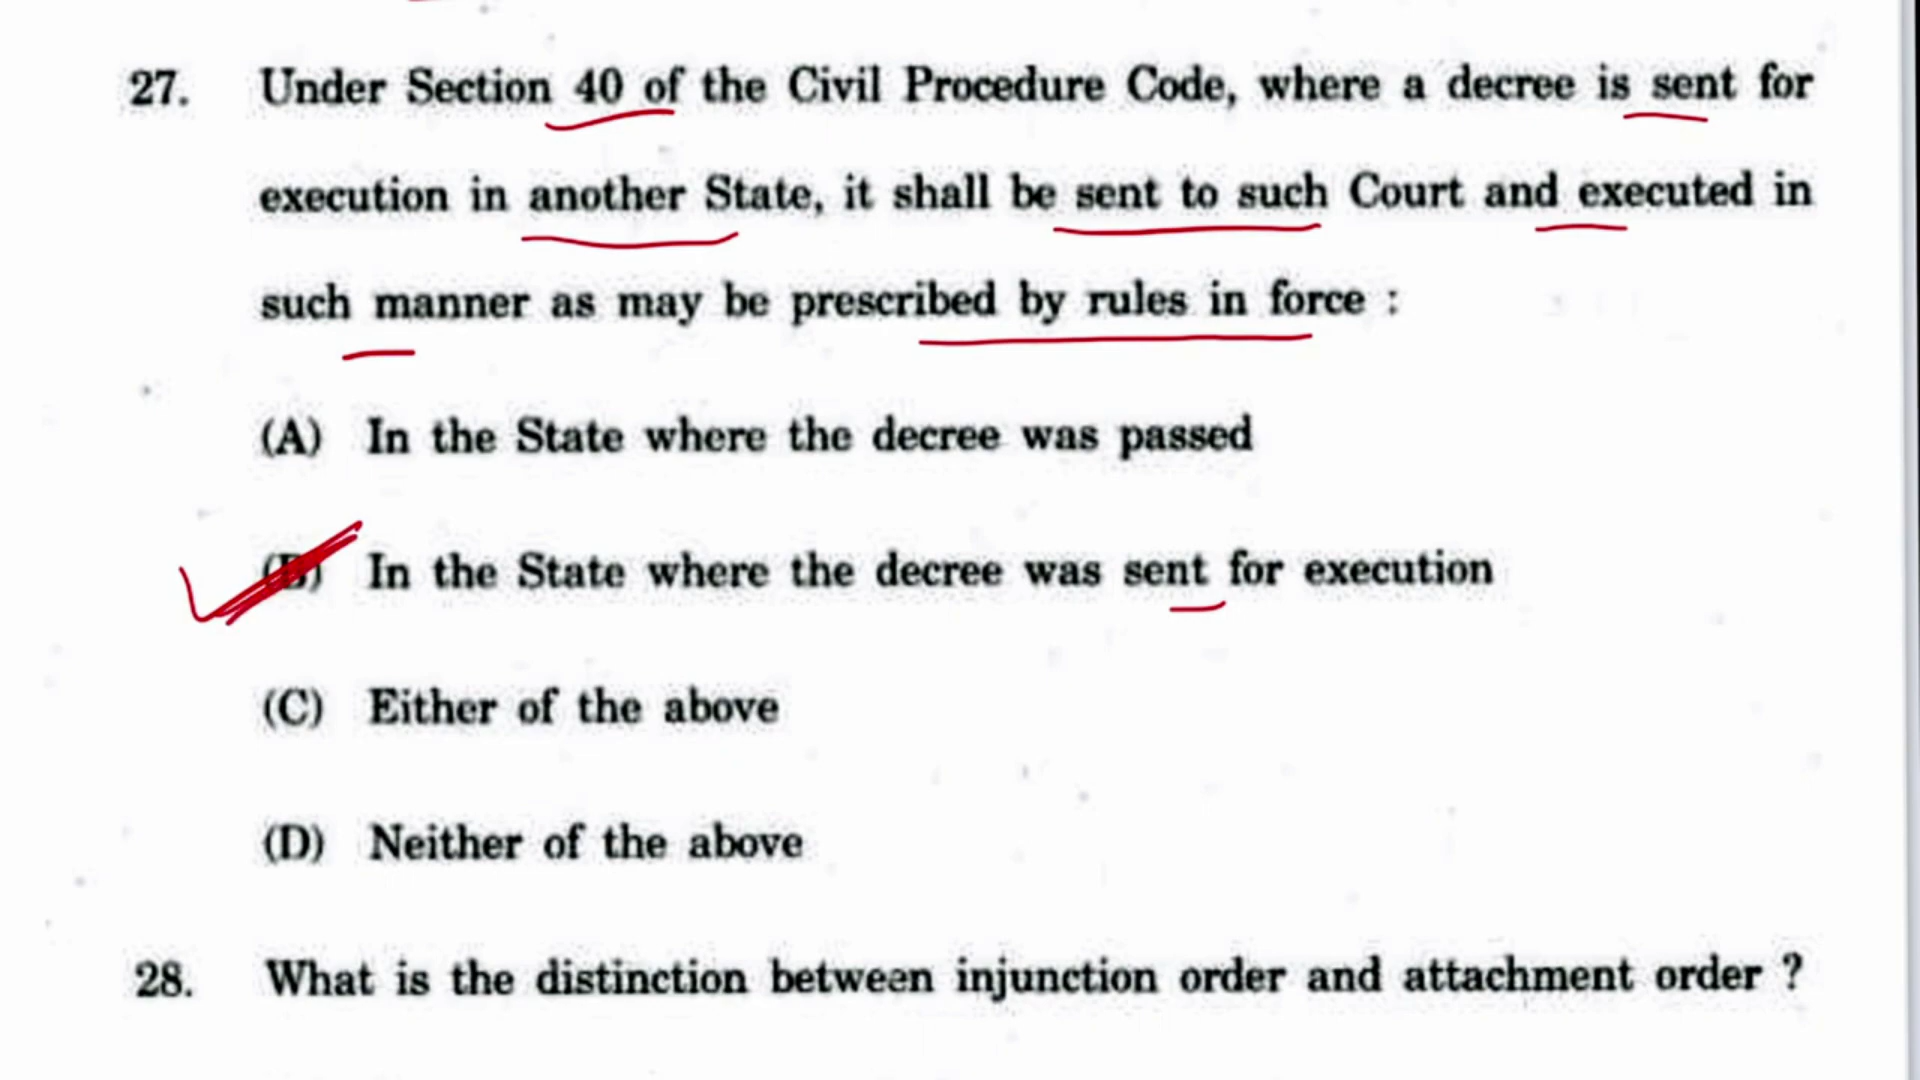 27. Under Section 40 of the Civil Procedure Code, where a decree is sent for
execution in another State, it shall be sent to such Court and executed in
such manner as may be prescribed by rules in force :
(A) In the State where the decree was passed
(B) In the State where the decree was sent for execution
(C) Either of the above
(D) Neither of the above
28. What is the distinction between injunction order and attachment order ?